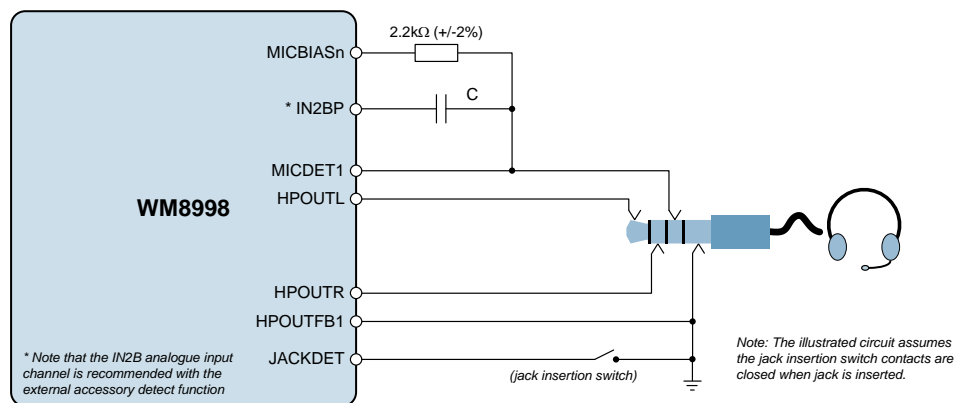 2.2kΩ (+/-2%)
MICBIASn
C
* IN2BP
MICDET1
HPOUTL
WM8998
HPOUTR
HPOUTFB1
JACKDET
(jack insertion switch)
* Note that the IN2B analogue input
channel is recommended with the
external accessory detect function
Note: The illustrated circuit assumes
the jack insertion switch contacts are
closed when jack is inserted.